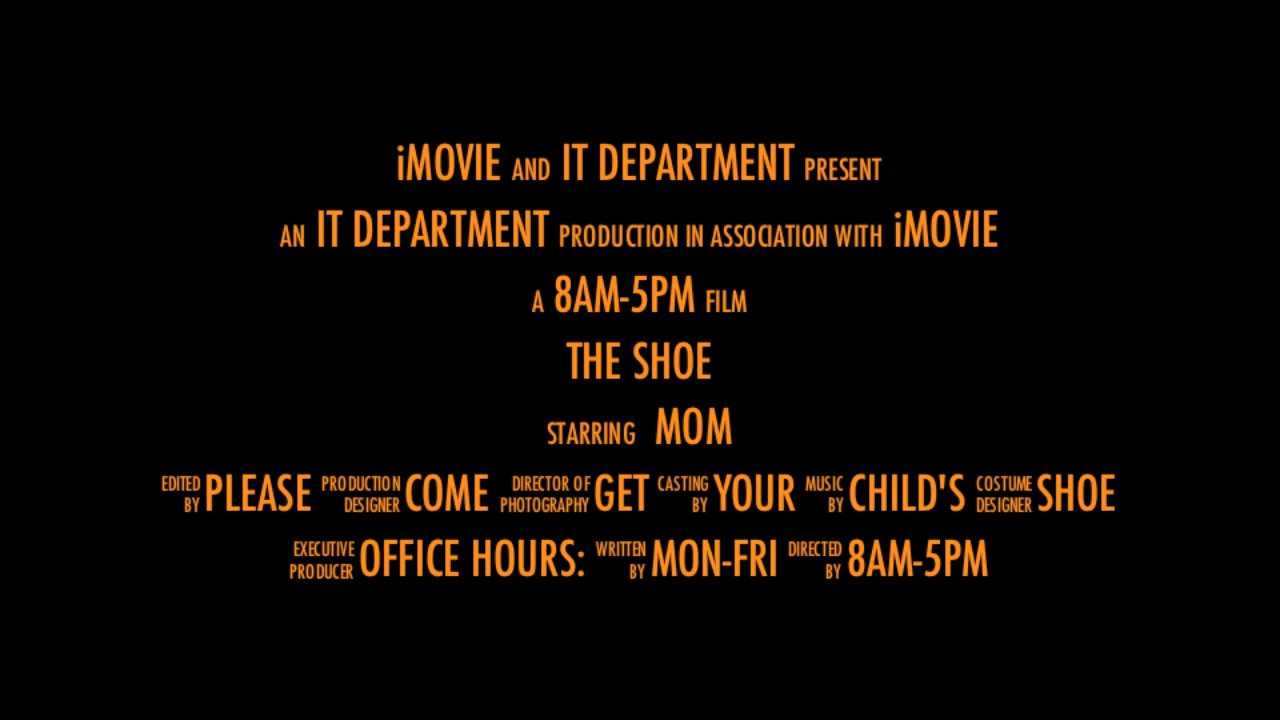 iMOVIE AND IT DEPARTMENT PRESENT
AN IT DEPARTMENT PRODUCTION IN ASSOCIATION WITH iMOVIE
A 8AM-5PM FILM
THE SHOE
STARRING MOM
EDITED BY PLEASE PRODUCTION DESIGNER COME DIRECTOR OF PHOTOGRAPHY GET CASTING BY YOUR MUSIC BY CHILD'S COSTUME DESIGNER SHOE
EXECUTIVE PRODUCER OFFICE HOURS: WRITTEN BY MON-FRI DIRECTED BY 8AM-5PM